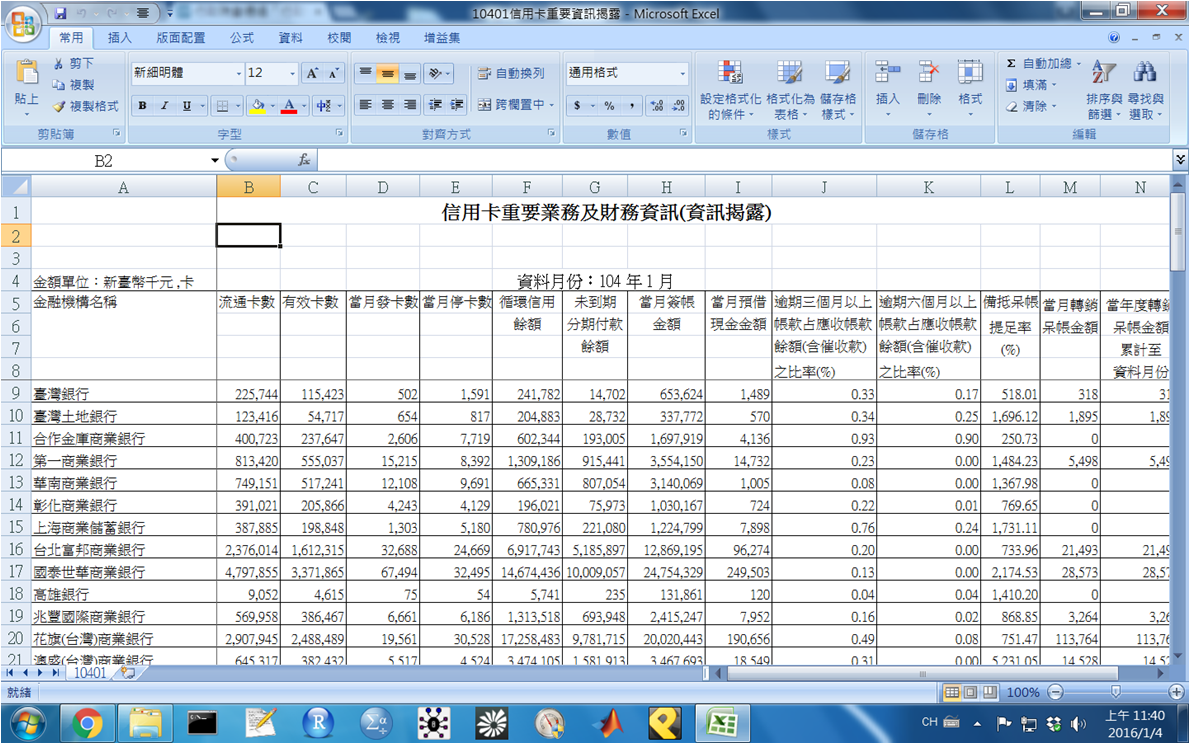 10401信用卡重要資訊揭露 - Microsoft Excel
常用 插入 版面配置 公式 資料 校閱 檢視 增益集
貼上 剪下 複製 複製格式
剪貼簿
新細明體 12
B I U
字型
自動換列
跨欄置中
對齊方式
通用格式
$ % ,
數值
設定格式化的條件 格式化為表格 儲存格樣式
樣式
插入 刪除 格式
儲存格
Σ 自動加總
填滿
清除
排序與篩選 尋找與選取
編輯
B2 fx
A B C D E F G H I J K L M N
1 信用卡重要業務及財務資訊(資訊揭露)
2
3
4 金額單位：新臺幣千元 ,卡 資料月份：104 年 1 月
5 金融機構名稱 流通卡數 有效卡數 當月發卡數 當月停卡數 循環信用 未到期 當月簽帳 當月預借 逾期三個月以上 逾期六個月以上 備抵呆帳 當月轉銷 當年度轉銷
6 餘額 分期付款 金額 現金金額 帳款占應收帳款 帳款占應收帳款 提足率 呆帳金額 呆帳金額
7 餘額 餘額(含催收款) 餘額(含催收款) (%) 累計至
8 之比率(%) 之比率(%) 資料月份
9 臺灣銀行 225,744 115,423 502 1,591 241,782 14,702 653,624 1,489 0.33 0.17 518.01 318 31
10 臺灣土地銀行 123,416 54,717 654 817 204,883 28,732 337,772 570 0.34 0.25 1,696.12 1,895 1,89
11 合作金庫商業銀行 400,723 237,647 2,606 7,719 602,344 193,005 1,697,919 4,136 0.93 0.90 250.73 0
12 第一商業銀行 813,420 555,037 15,215 8,392 1,309,186 915,441 3,554,150 14,732 0.23 0.00 1,484.23 5,498 5,49
13 華南商業銀行 749,151 517,241 12,108 9,691 665,331 807,054 3,140,069 1,005 0.08 0.00 1,367.98 0
14 彰化商業銀行 391,021 205,866 4,243 4,129 196,021 75,973 1,030,167 724 0.22 0.01 769.65 0
15 上海商業儲蓄銀行 387,885 198,848 1,303 5,180 780,976 221,080 1,224,799 7,898 0.76 0.24 1,731.11 0
16 台北富邦商業銀行 2,376,014 1,612,315 32,688 24,669 6,917,743 5,185,897 12,869,195 96,274 0.20 0.00 733.96 21,493 21,49
17 國泰世華商業銀行 4,797,855 3,371,865 67,494 32,495 14,674,436 10,009,057 24,754,329 249,503 0.13 0.00 2,174.53 28,573 28,57
18 高雄銀行 9,052 4,615 75 54 5,741 235 131,861 120 0.04 0.04 1,410.20 0
19 兆豐國際商業銀行 569,958 386,467 6,661 6,186 1,313,518 693,948 2,415,247 7,952 0.16 0.02 868.85 3,264 3,26
20 花旗(台灣)商業銀行 2,907,945 2,488,489 19,561 30,528 17,258,483 9,781,715 20,020,443 190,656 0.49 0.08 751.47 113,764 113,76
21 澳盛(台灣)商業銀行 645,317 382,432 5,517 4,524 3,474,105 1,581,913 3,467,693 18,549 0.31 0.00 5,231.05 14,528 14,52
10401
就緒 100%
CH
上午 11:40
2016/1/4